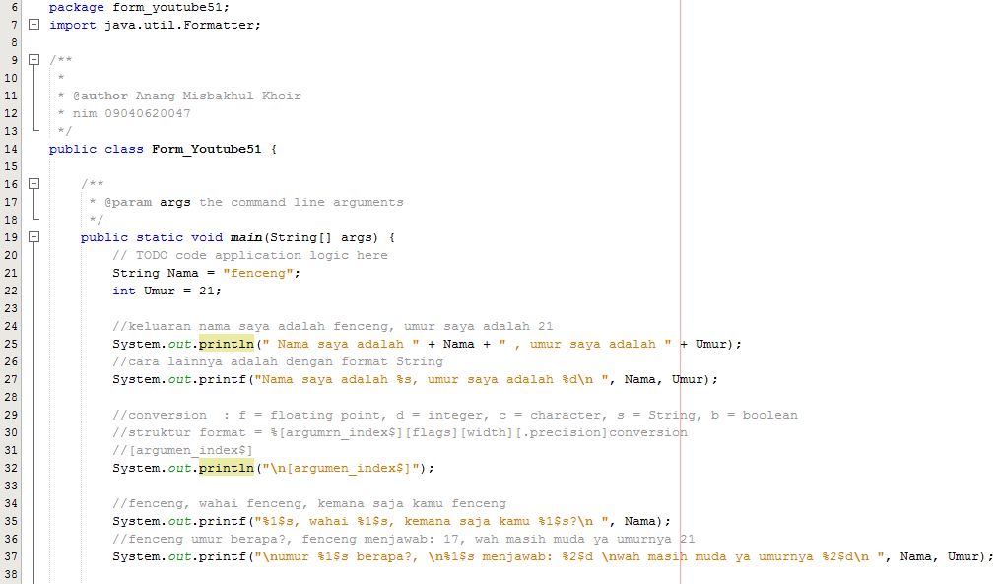 6 package form_youtube51;
7 import java.util.Formatter;
8
9 /**
10 *
11 * @author Anang Misbakhul Khoir
12 * nim 09040620047
13 */
14 public class Form_Youtube51 {
15
16 /**
17 * @param args the command line arguments
18 */
19 public static void main(String[] args) {
20 // TODO code application logic here
21 String Nama = "fenceng";
22 int Umur = 21;
23
24 //keluaran nama saya adalah fenceng, umur saya adalah 21
25 System.out.println(" Nama saya adalah " + Nama + " , umur saya adalah " + Umur);
26 //cara lainnya adalah dengan format String
27 System.out.printf("Nama saya adalah %s, umur saya adalah %d\n ", Nama, Umur);
28
29 //conversion  : f = floating point, d = integer, c = character, s = String, b = boolean
30 //struktur format = %[argumrn_index$][flags][width][.precision]conversion
31 //[argumen_index$]
32 System.out.println("\n[argumen_index$]");
33
34 //fenceng, wahai fenceng, kemana saja kamu fenceng
35 System.out.printf("%1$s, wahai %1$s, kemana saja kamu %1$s?\n ", Nama);
36 //fenceng umur berapa?, fenceng menjawab: 17, wah masih muda ya umurnya 21
37 System.out.printf("\numur %1$s berapa?, \n%1$s menjawab: %2$d \nwah masih muda ya umurnya %2$d\n ", Nama, Umur);
38